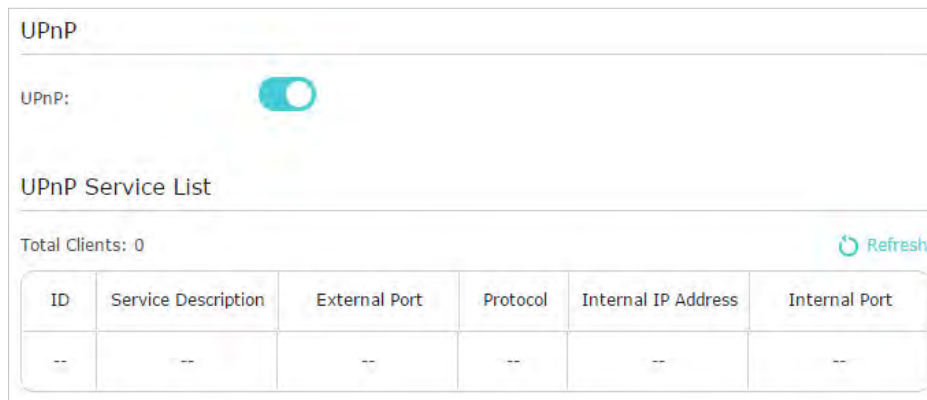 UPnP
UPnP:
UPnP Service List
Total Clients: 0 Refresh
ID Service Description External Port Protocol Internal IP Address Internal Port
-- -- -- -- -- --